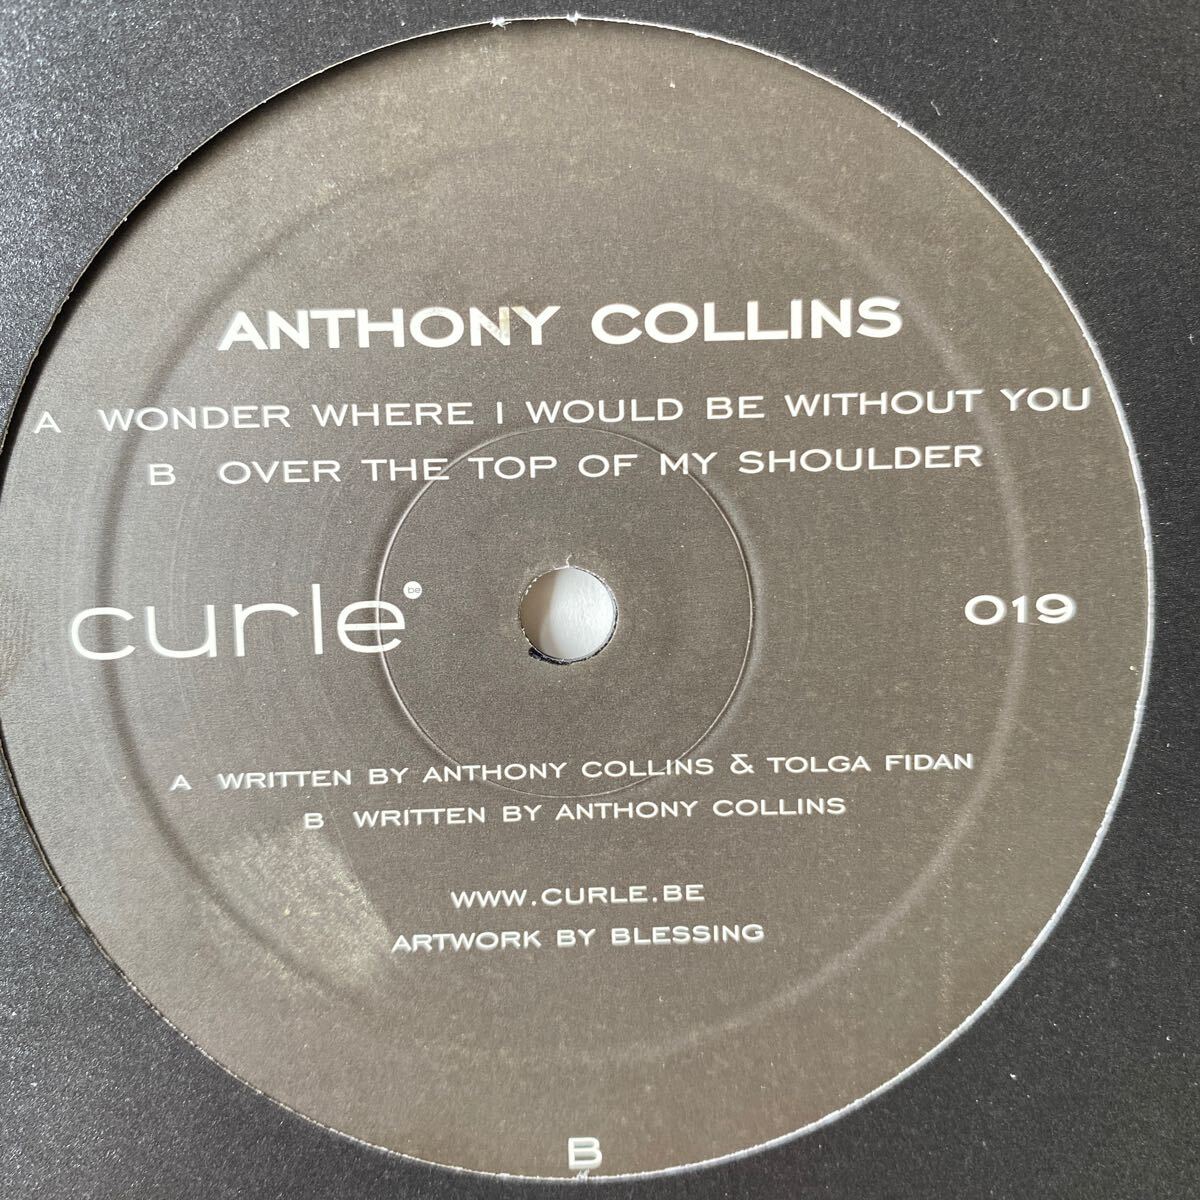 ANTHONY COLLINS
A WONDER WHERE I WOULD BE WITHOUT YOU
B OVER THE TOP OF MY SHOULDER
curle be
019
A WRITTEN BY ANTHONY COLLINS & TOLGA FIDAN
B WRITTEN BY ANTHONY COLLINS
WWW.CURLE.BE
ARTWORK BY BLESSING
B